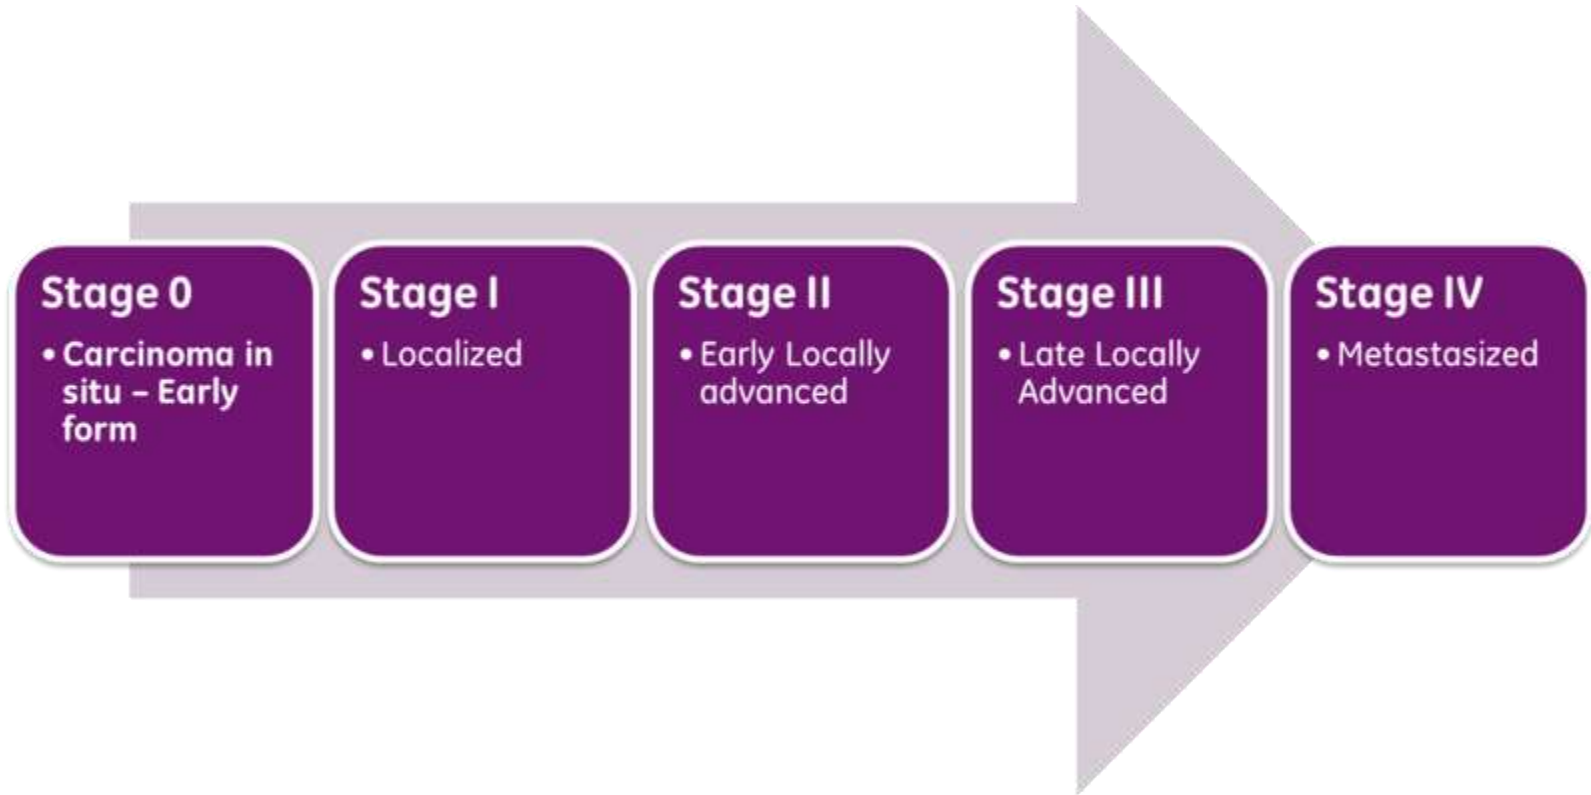 Stage 0
• Carcinoma in
situ – Early
form
Stage I
• Localized
Stage II
• Early Locally
advanced
Stage III
• Late Locally
Advanced
Stage IV
• Metastasized